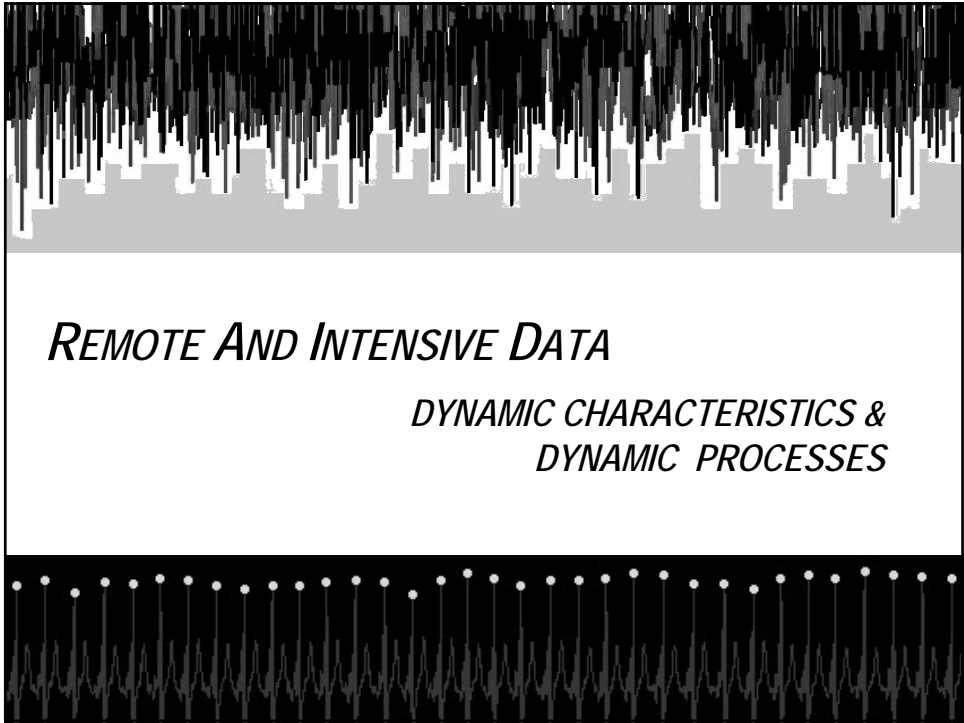 REMOTE AND INTENSIVE DATA
DYNAMIC CHARACTERISTICS &
DYNAMIC PROCESSES